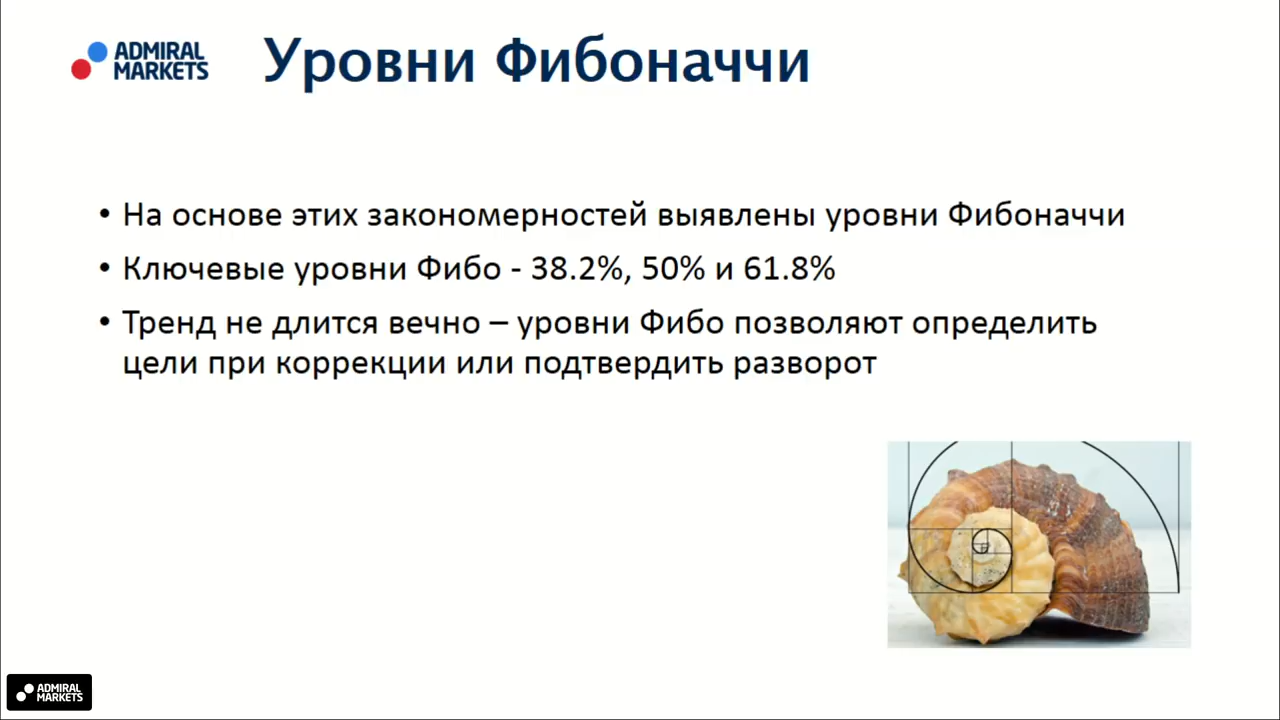 ADMIRAL
MARKETS
Уровни Фибоначчи
• На основе этих закономерностей выявлены уровни Фибоначчи
• Ключевые уровни Фибо - 38.2%, 50% и 61.8%
• Тренд не длится вечно – уровни Фибо позволяют определить
цели при коррекции или подтвердить разворот
ADMIRAL
MARKETS